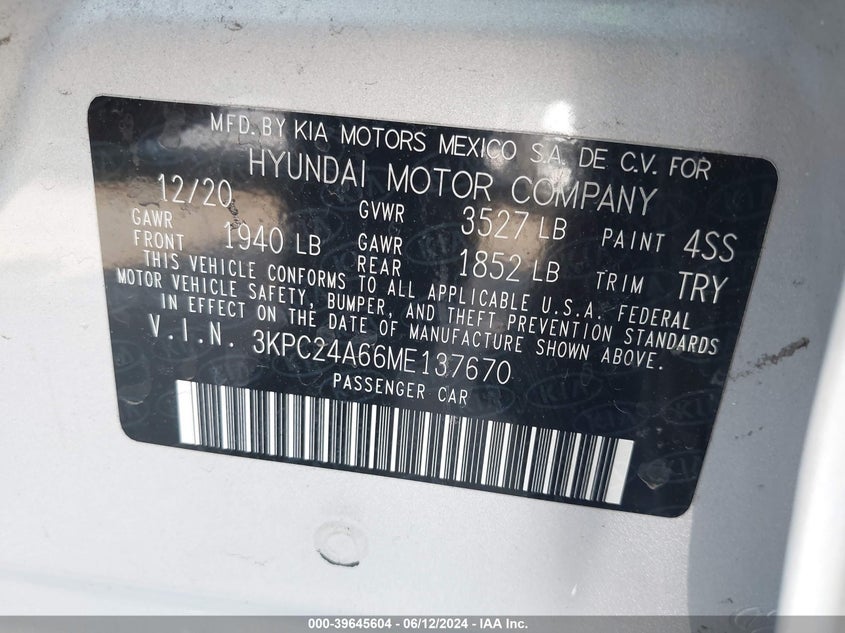 MFD. BY KIA MOTORS MEXICO S.A. DE C.V. FOR
HYUNDAI MOTOR COMPANY
12/20 GVWR 3527 LB PAINT 4SS
GAWR FRONT 1940 LB GAWR REAR 1852 LB TRIM TRY
THIS VEHICLE CONFORMS TO ALL APPLICABLE U.S.A. FEDERAL
MOTOR VEHICLE SAFETY, BUMPER, AND THEFT PREVENTION STANDARDS
IN EFFECT ON THE DATE OF MANUFACTURE SHOWN ABOVE.
V.I.N. 3KPC24A66ME137670
PASSENGER CAR
000-39645604 - 06/12/2024 - IAA Inc.